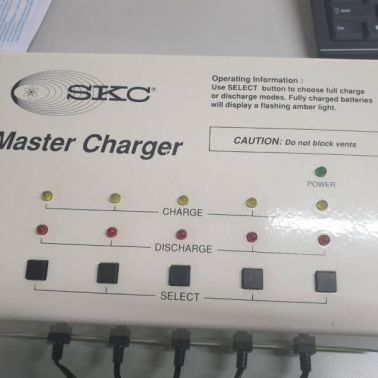 SKC
Operating Information :
Use SELECT button to choose full charge
or discharge modes. Fully charged batteries
will display a flashing amber light.
Master Charger
CAUTION: Do not block vents
POWER
CHARGE
DISCHARGE
SELECT